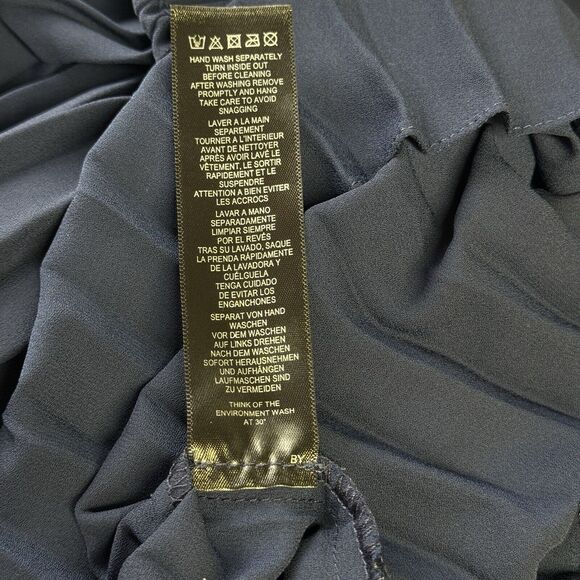 HAND WASH SEPARATELY
TURN INSIDE OUT
BEFORE CLEANING
AFTER WASHING REMOVE
PROMPTLY AND HANG
TAKE CARE TO AVOID
SNAGGING
LAVER A LA MAIN
SEPAREMENT
TOURNER A L'INTERIEUR
AVANT DE NETTOYER
APRÈS AVOIR LAVÉ LE
VÊTEMENT, LE SORTIR
RAPIDEMENT ET LE
SUSPENDRE
ATTENTION A BIEN EVITER
LES ACCROCS
LAVAR A MANO
SEPARADAMENTE
LIMPIAR SIEMPRE
POR EL REVÉS
TRAS SU LAVADO, SAQUE
LA PRENDA RÁPIDAMENTE
DE LA LAVADORA Y
CUÉLGUELA
TENGA CUIDADO
DE EVITAR LOS
ENGANCHONES
SEPARAT VON HAND
WASCHEN
VOR DEM WASCHEN
AUF LINKS DREHEN
NACH DEM WASCHEN
SOFORT HERAUSNEHMEN
UND AUFHÄNGEN
LAUFMASCHEN SIND
ZU VERMEIDEN
THINK OF THE
ENVIRONMENT WASH
AT 30°
BY